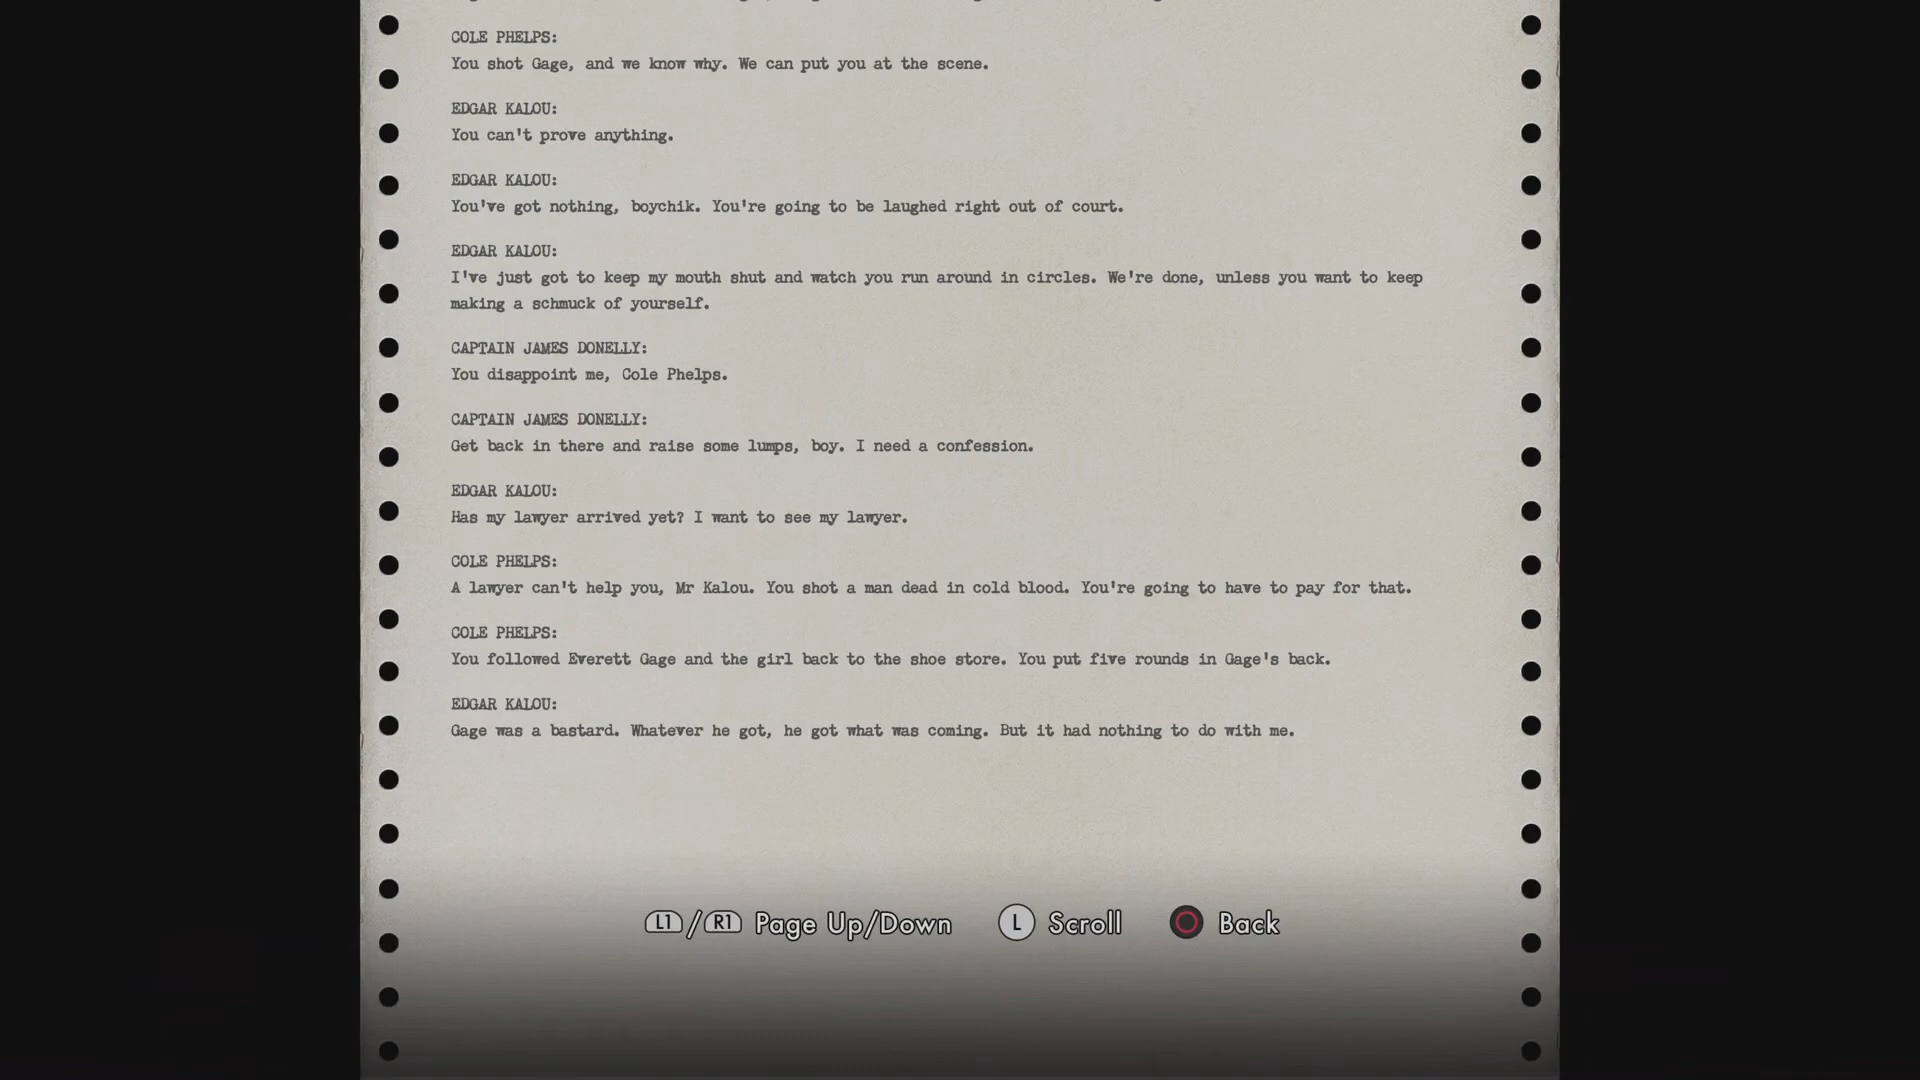 COLE PHELPS:
You shot Gage, and we know why. We can put you at the scene.
EDGAR KALOU:
You can't prove anything.
EDGAR KALOU:
You've got nothing, boychik. You're going to be laughed right out of court.
EDGAR KALOU:
I've just got to keep my mouth shut and watch you run around in circles. We're done, unless you want to keep
making a schmuck of yourself.
CAPTAIN JAMES DONELLY:
You disappoint me, Cole Phelps.
CAPTAIN JAMES DONELLY:
Get back in there and raise some lumps, boy. I need a confession.
EDGAR KALOU:
Has my lawyer arrived yet? I want to see my lawyer.
COLE PHELPS:
A lawyer can't help you, Mr Kalou. You shot a man dead in cold blood. You're going to have to pay for that.
COLE PHELPS:
You followed Everett Gage and the girl back to the shoe store. You put five rounds in Gage's back.
EDGAR KALOU:
Gage was a bastard. Whatever he got, he got what was coming. But it had nothing to do with me.
L1/R1 Page Up/Down L Scroll Back